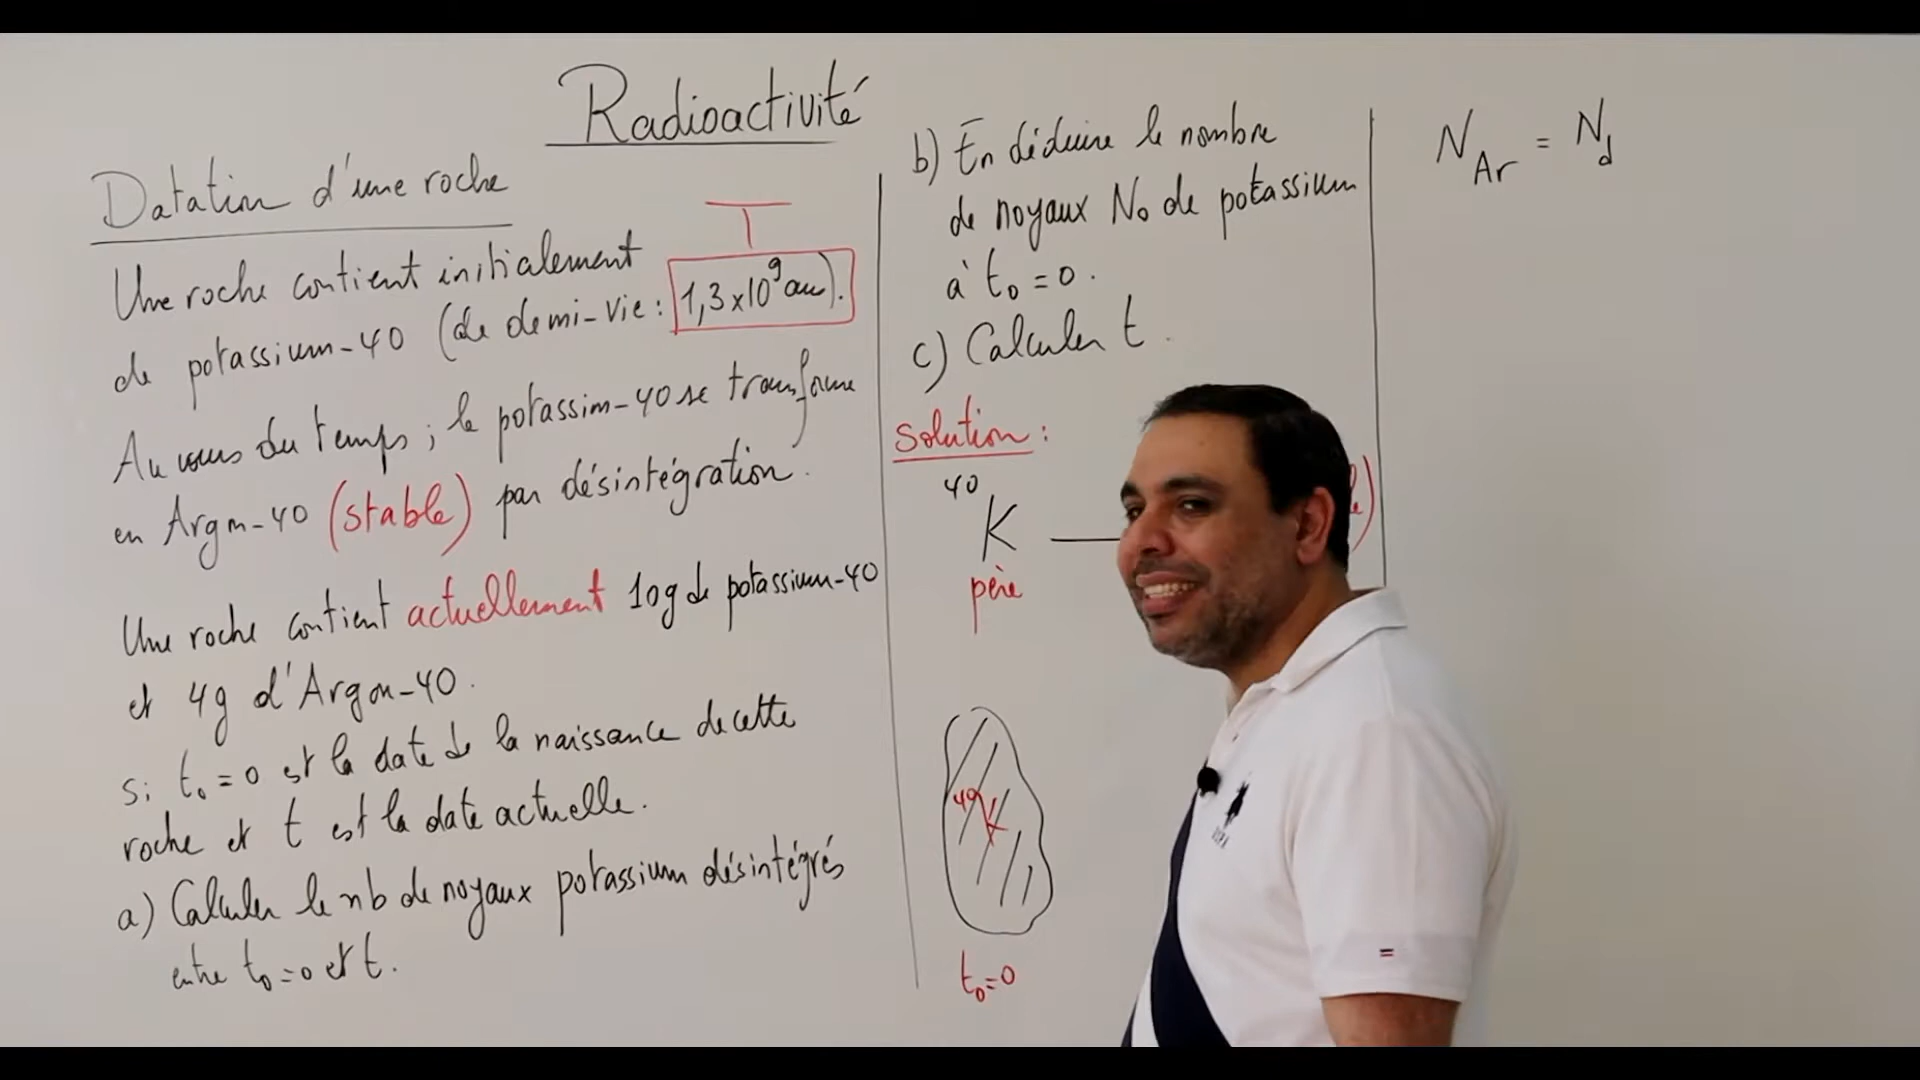 Radioactivité
Datation d'une roche
Une roche contient initialement
de potassium-40 (de demi-vie : 1,3x10⁹ans).
T
Au cours du temps ; le potassim-40 se transforme
en Argon-40 (stable) par désintégration.
Une roche contient actuellement 10g de potassium-40
et 4g d'Argon-40.
si t₀ = 0 est la date de la naissance de cette
roche et t est la date actuelle.
a) Calculer le nb de noyaux potassium désintégrés
entre t₀=0 et t.
b) En déduire le nombre
de noyaux N₀ de potassium
à t₀ = 0.
c) Calculer t.
Solution :
⁴⁰K
père
⁴⁰K
t₀=0
N_Ar = N_d